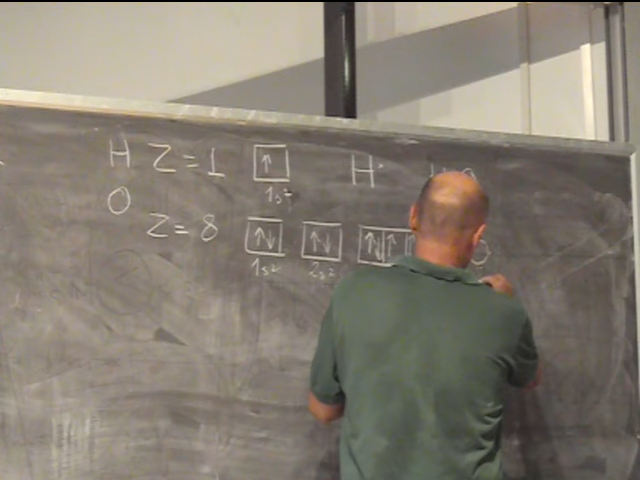 H Z=1 ↑ H·
1s¹
O
Z=8 ↑↓ ↑↓ ↑↓ ↑ ↑ O
1s² 2s²